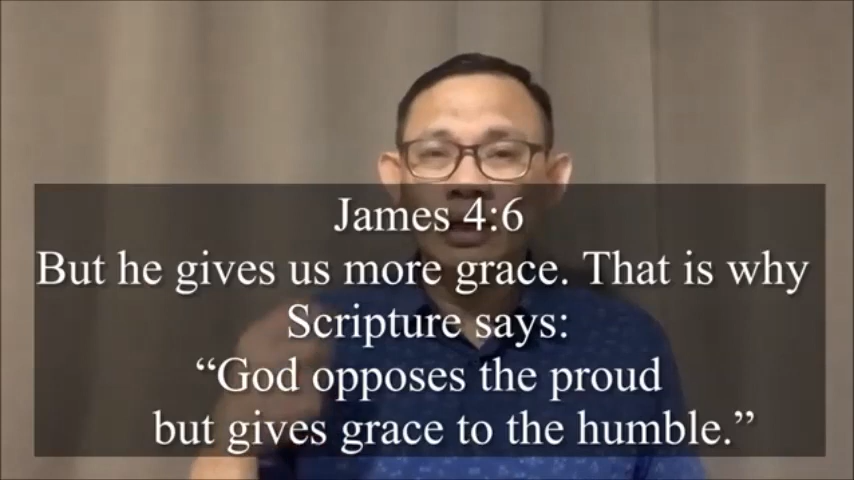 James 4:6
But he gives us more grace. That is why
Scripture says:
“God opposes the proud
but gives grace to the humble.”